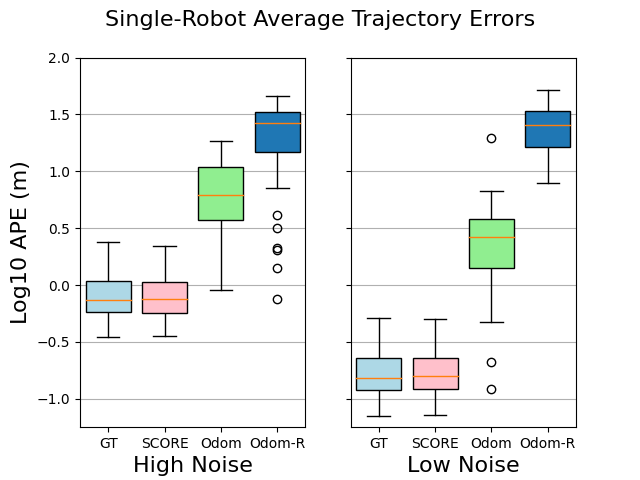 Single-Robot Average Trajectory Errors
Log10 APE (m)
2.0
1.5
1.0
0.5
0.0
−0.5
−1.0
GT SCORE Odom Odom-R
High Noise
GT SCORE Odom Odom-R
Low Noise